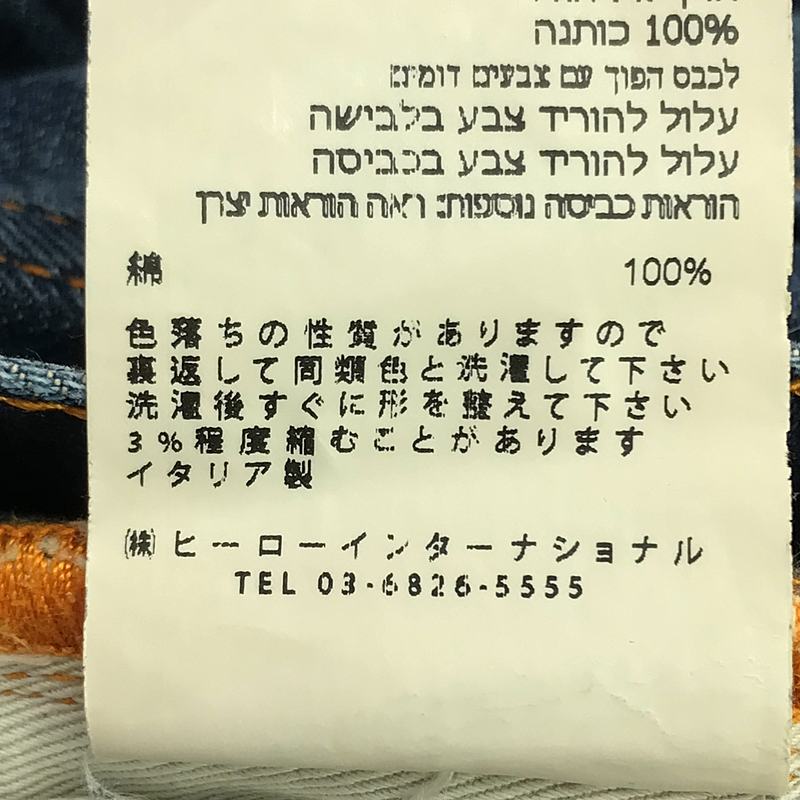 100% כותנה
לכבס הפוך עם צבעים דומים
עלול להוריד צבע בלבישה
עלול להוריד צבע בכביסה
הוראות כביסה נוספות: ראה הוראות יצרן
綿 100%
色落ちの性質がありますので
裏返して同類色と洗濯して下さい
洗濯後すぐに形を整えて下さい
3%程度縮むことがあります
イタリア製
㈱ヒーローインターナショナル
TEL 03-6826-5555